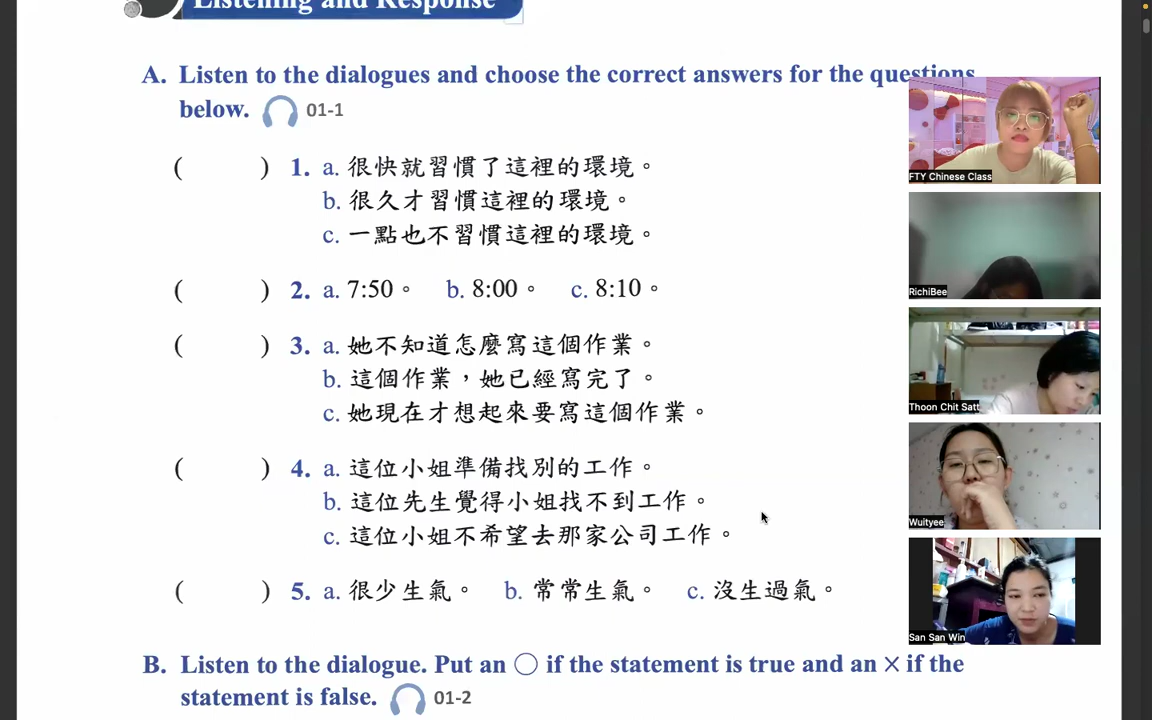 Listening and Response
A. Listen to the dialogues and choose the correct answers for the questions
below. 01-1
( ) 1. a. 很快就習慣了這裡的環境。
b. 很久才習慣這裡的環境。
c. 一點也不習慣這裡的環境。
( ) 2. a. 7:50。 b. 8:00。 c. 8:10。
( ) 3. a. 她不知道怎麼寫這個作業。
b. 這個作業，她已經寫完了。
c. 她現在才想起來要寫這個作業。
( ) 4. a. 這位小姐準備找別的工作。
b. 這位先生覺得小姐找不到工作。
c. 這位小姐不希望去那家公司工作。
( ) 5. a. 很少生氣。 b. 常常生氣。 c. 沒生過氣。
B. Listen to the dialogue. Put an ◯ if the statement is true and an × if the
statement is false. 01-2
FTY Chinese Class
RichiBee
Thoon Chit Satt
Wuityee
San San Win